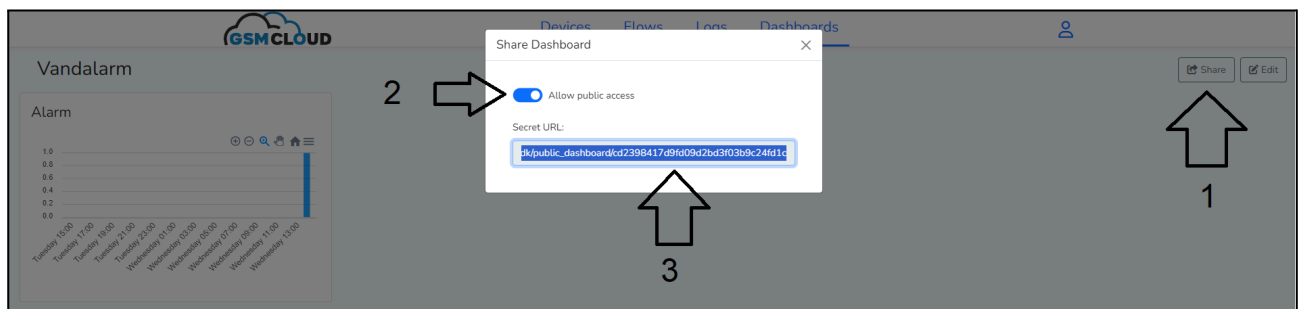 GSMCLOUD
Devices Flows Logs Dashboards
Vandalarm
Share Edit
Share Dashboard
2
Allow public access
Secret URL:
dk/public_dashboard/cd2398417d9fd09d2bd3f03b9c24fd1c
3
1
Alarm
1.0
0.8
0.6
0.4
0.2
0.0
Tuesday 15:00
Tuesday 17:00
Tuesday 19:00
Tuesday 21:00
Tuesday 23:00
Wednesday 01:00
Wednesday 03:00
Wednesday 05:00
Wednesday 07:00
Wednesday 09:00
Wednesday 11:00
Wednesday 13:00